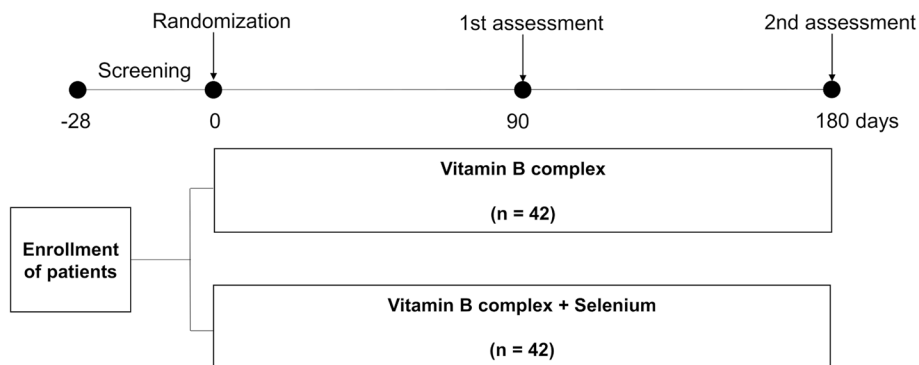 Randomization
1st assessment
2nd assessment
Screening
-28
0
90
180 days
Vitamin B complex
(n = 42)
Enrollment
of patients
Vitamin B complex + Selenium
(n = 42)